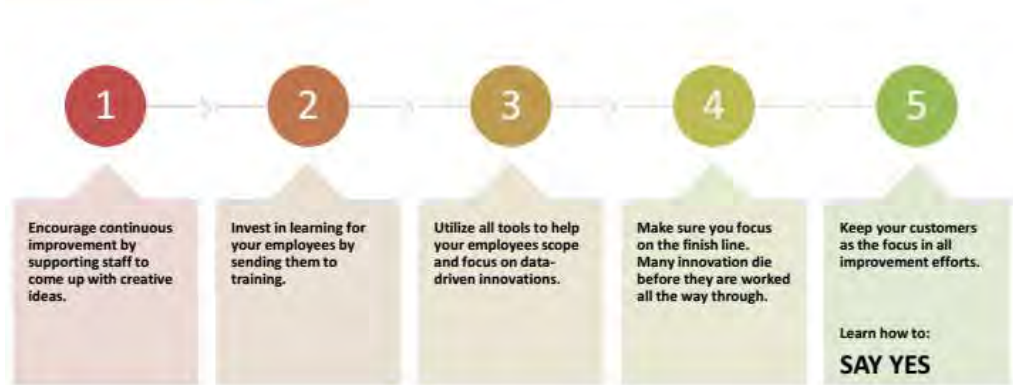 1
2
3
4
5
Encourage continuous
improvement by
supporting staff to
come up with creative
ideas.
Invest in learning for
your employees by
sending them to
training.
Utilize all tools to help
your employees scope
and focus on data-
driven innovations.
Make sure you focus
on the finish line.
Many innovation die
before they are worked
all the way through.
Keep your customers
as the focus in all
improvement efforts.
Learn how to:
SAY YES